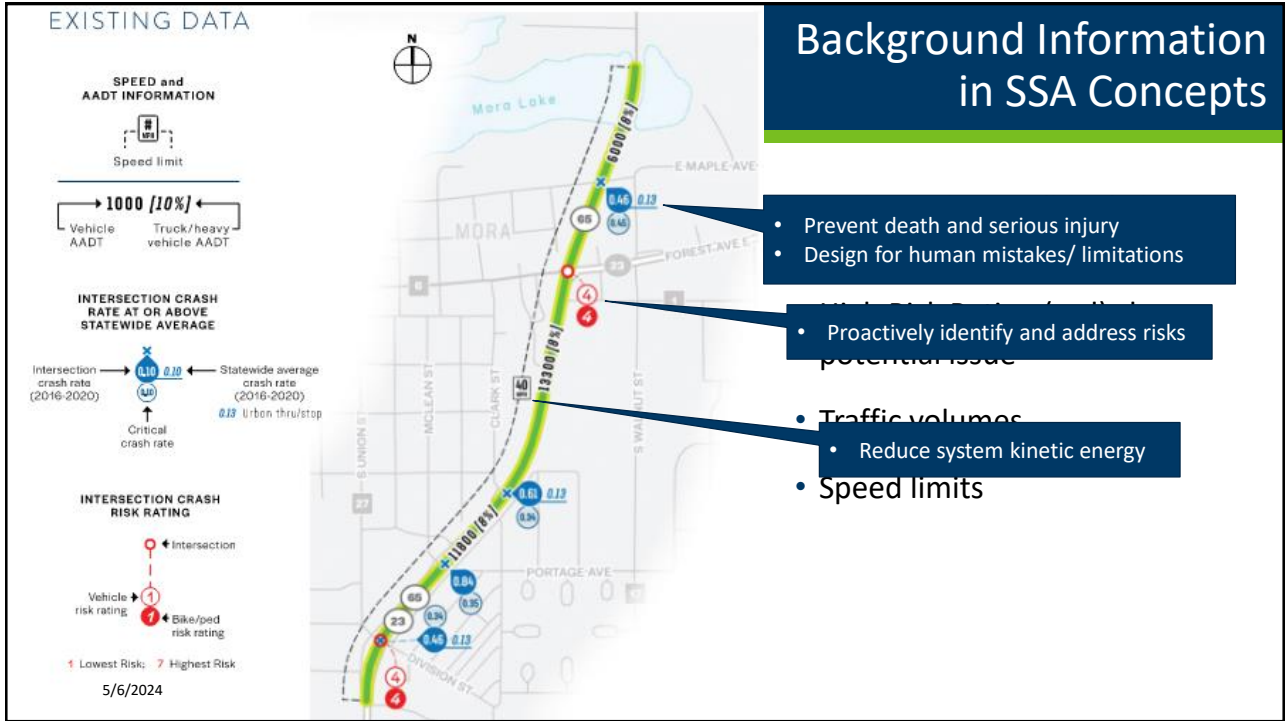 EXISTING DATA
SPEED and
AADT INFORMATION
#
MPH
Speed limit
1000 [10%]
Vehicle
AADT
Truck/heavy
vehicle AADT
INTERSECTION CRASH
RATE AT OR ABOVE
STATEWIDE AVERAGE
Intersection
crash rate
(2016-2020)
0.10 0.10
0.10
Statewide average
crash rate
(2016-2020)
0.13 Urban thru/stop
Critical
crash rate
INTERSECTION CRASH
RISK RATING
Intersection
Vehicle
risk rating
1
1
Bike/ped
risk rating
1 Lowest Risk; 7 Highest Risk
5/6/2024
N
Mora Lake
6000 [8%]
E MAPLE AVE
0.46 0.13
0.45
65
MORA
23
FOREST AVE E
6
4
4
13300 [8%]
40
MPH
MCLEAN ST
CLARK ST
S UNION ST
S WALNUT ST
27
0.61 0.13
0.34
11800 [8%]
PORTAGE AVE
0.84
0.35
65
23
0.34
0.46 0.13
DIVISION ST
4
4
Background Information
in SSA Concepts
• Prevent death and serious injury
• Design for human mistakes/ limitations
• Proactively identify and address risks
potential issue
• Traffic volumes
• Reduce system kinetic energy
• Speed limits